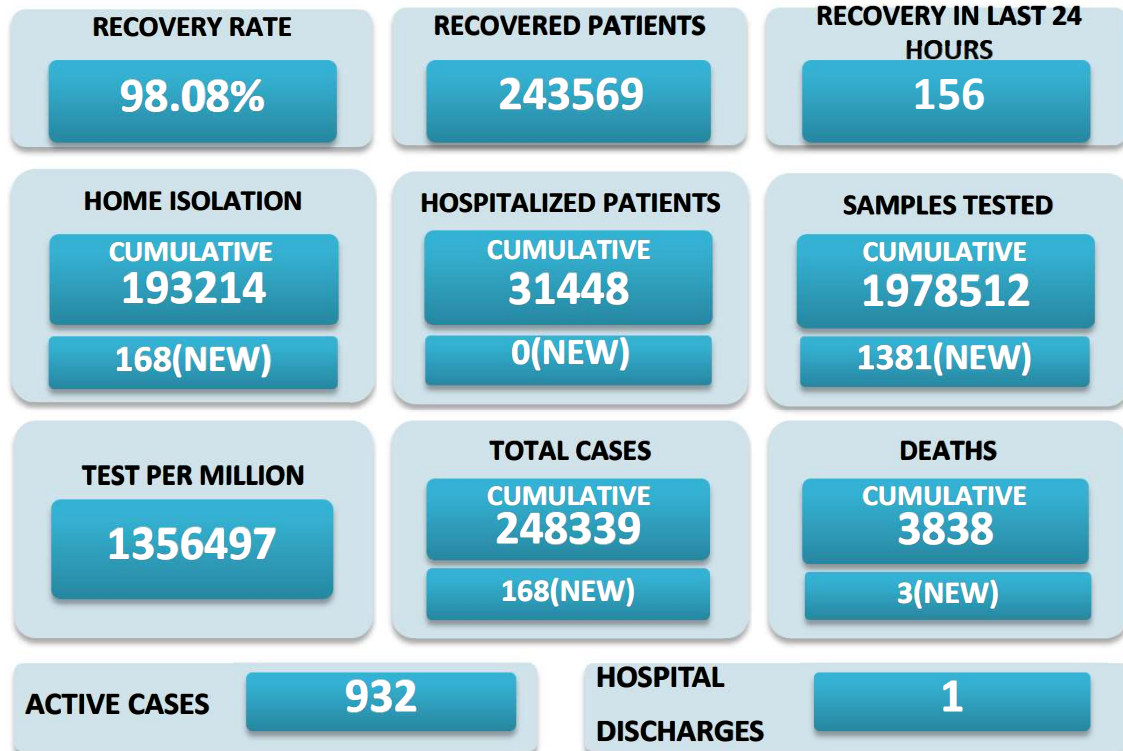 RECOVERY RATE
98.08%
RECOVERED PATIENTS
243569
RECOVERY IN LAST 24
HOURS
156
HOME ISOLATION
CUMULATIVE
193214
168(NEW)
HOSPITALIZED PATIENTS
CUMULATIVE
31448
0(NEW)
SAMPLES TESTED
CUMULATIVE
1978512
1381(NEW)
TEST PER MILLION
1356497
TOTAL CASES
CUMULATIVE
248339
168(NEW)
DEATHS
CUMULATIVE
3838
3(NEW)
ACTIVE CASES
932
HOSPITAL
DISCHARGES
1